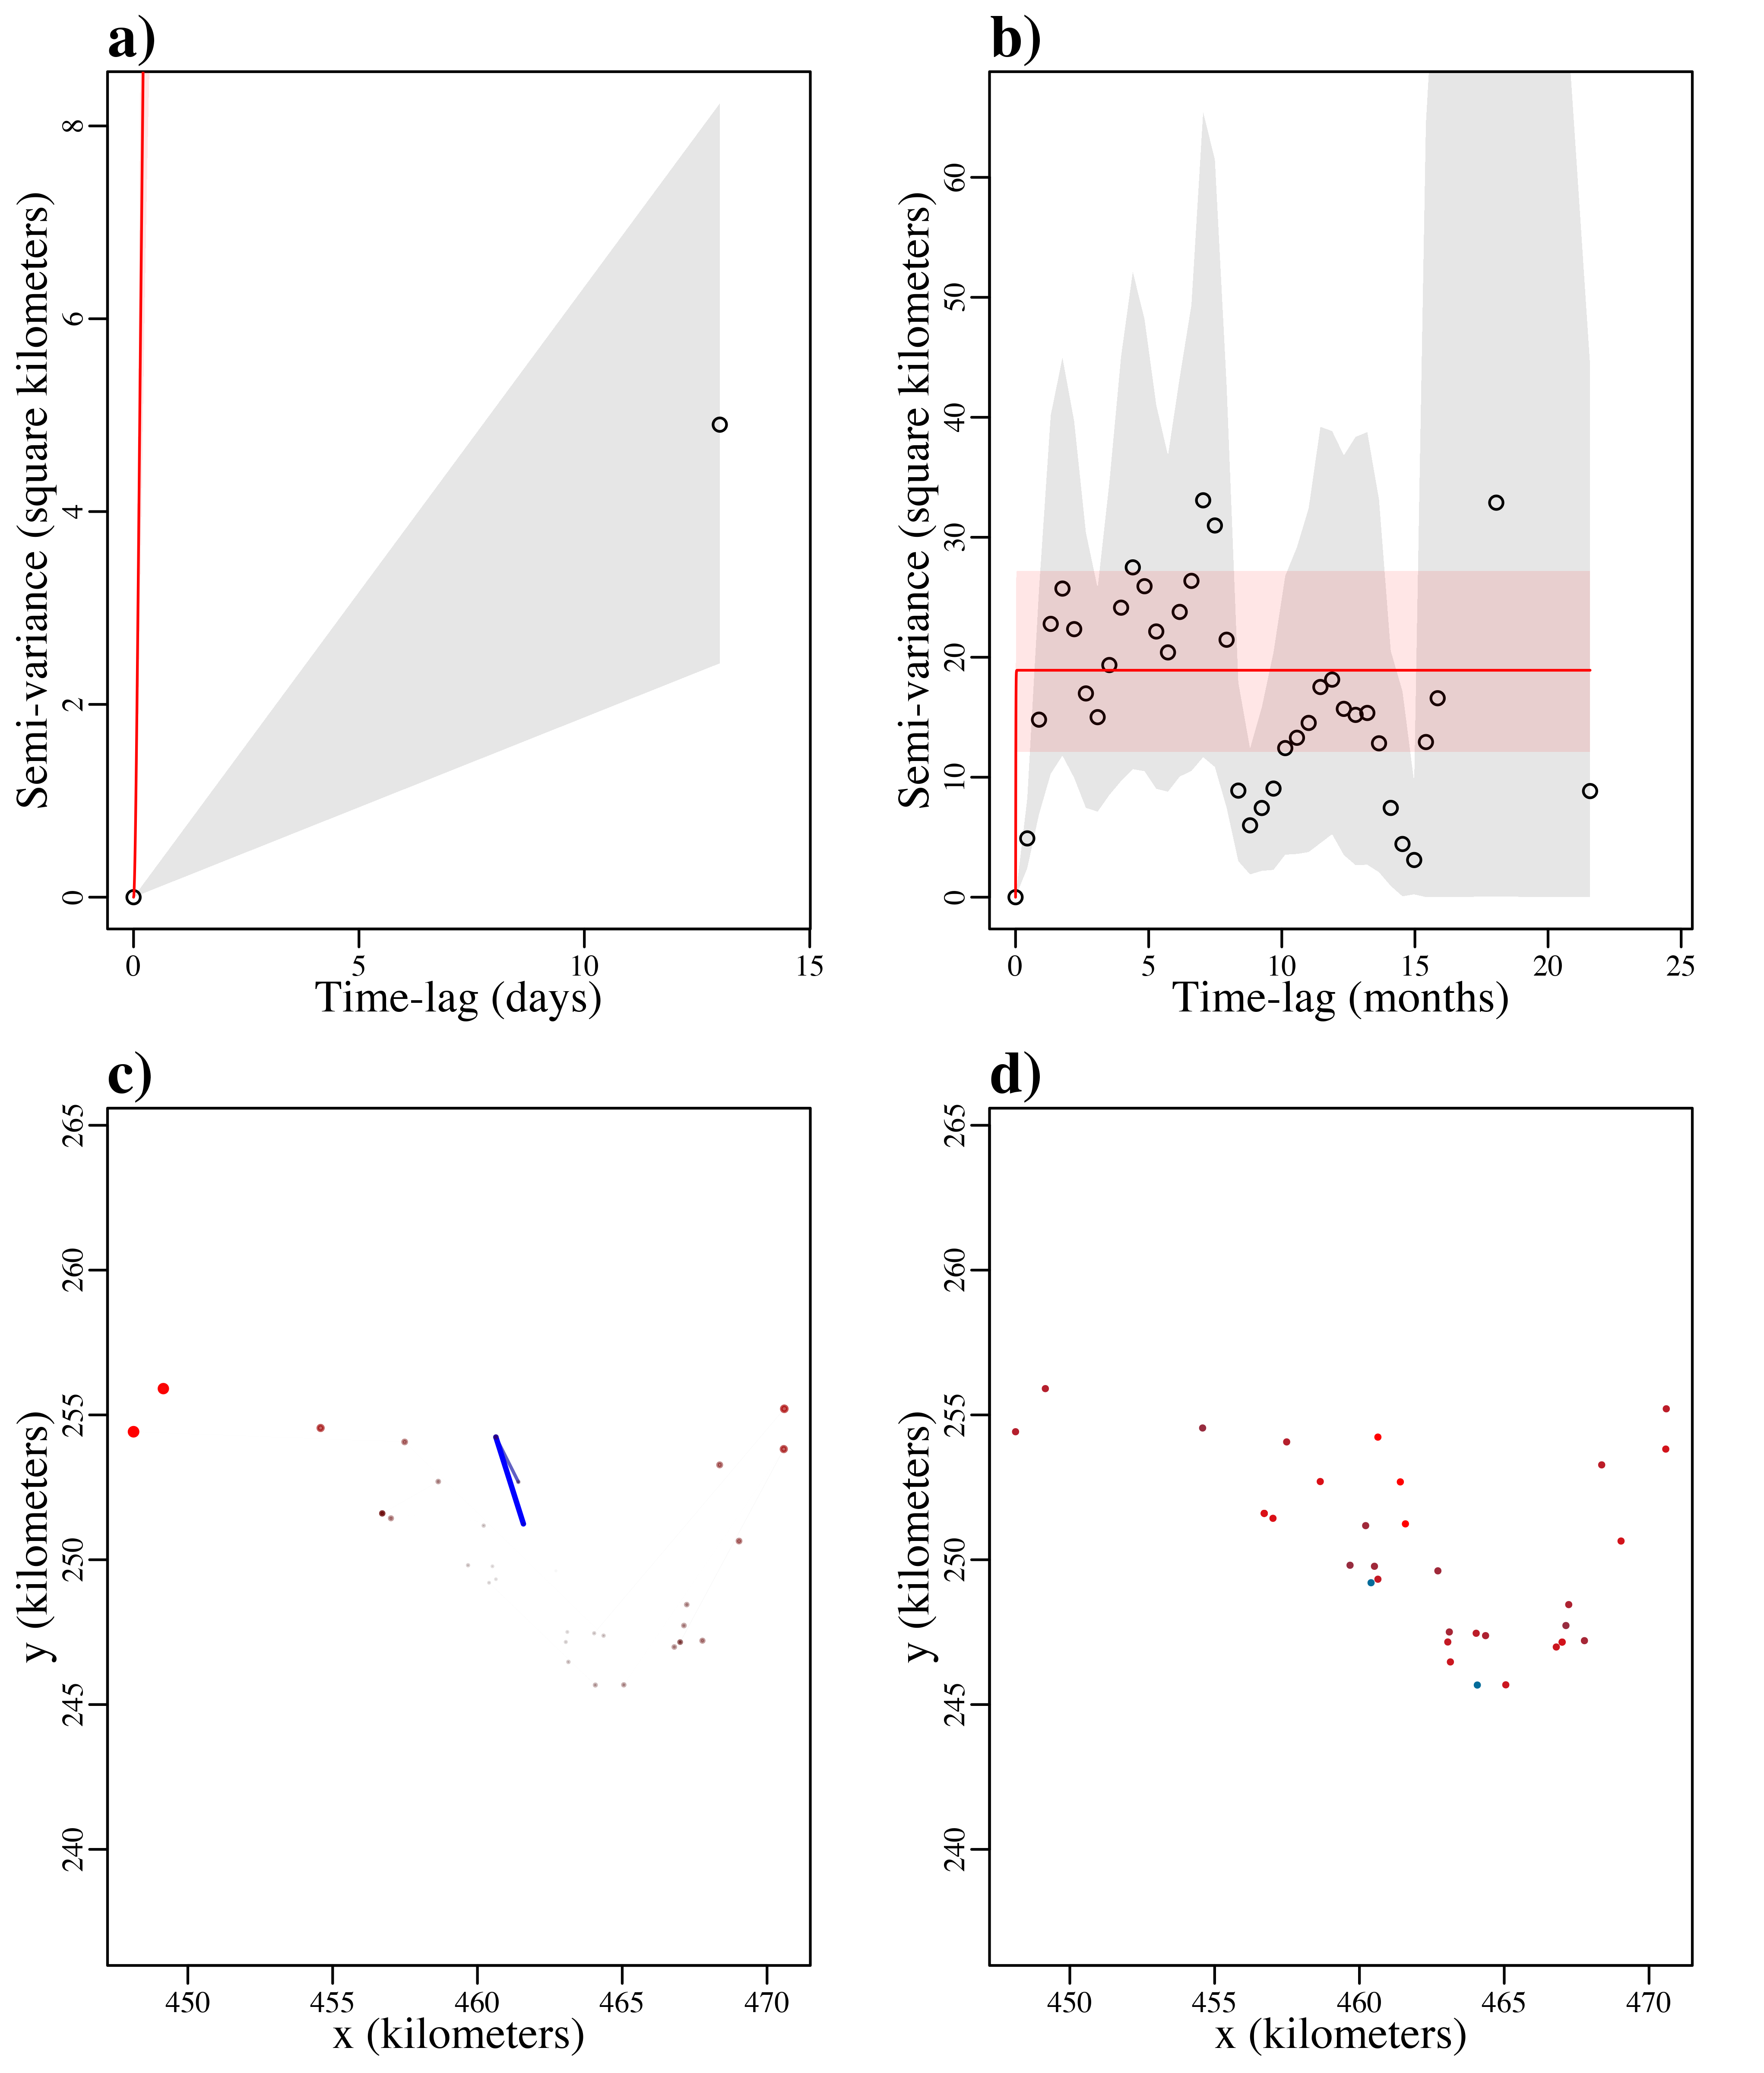 a)
Semi-variance (square kilometers)
0 2 4 6 8
0 5 10 15
Time-lag (days)
b)
Semi-variance (square kilometers)
0 10 20 30 40 50 60
0 5 10 15 20 25
Time-lag (months)
c)
y (kilometers)
240 245 250 255 260 265
450 455 460 465 470
x (kilometers)
d)
y (kilometers)
240 245 250 255 260 265
450 455 460 465 470
x (kilometers)